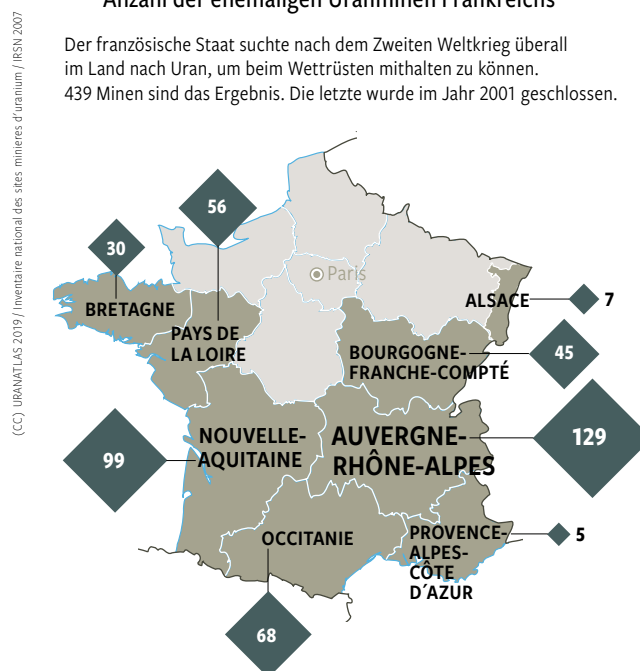 Anzahl der ehemaligen Uranminen Frankreichs
Der französische Staat suchte nach dem Zweiten Weltkrieg überall
im Land nach Uran, um beim Wettrüsten mithalten zu können.
439 Minen sind das Ergebnis. Die letzte wurde im Jahr 2001 geschlossen.
(CC) URANATLAS 2019 / Inventaire national des sites minieres d'uranium / IRSN 2007
56
30
Paris
BRETAGNE
ALSACE
7
PAYS DE
LA LOIRE
BOURGOGNE-
FRANCHE-COMPTÉ
45
NOUVELLE-
AQUITAINE
99
AUVERGNE-
RHÔNE-ALPES
129
OCCITANIE
68
PROVENCE-
ALPES-
CÔTE
D´AZUR
5